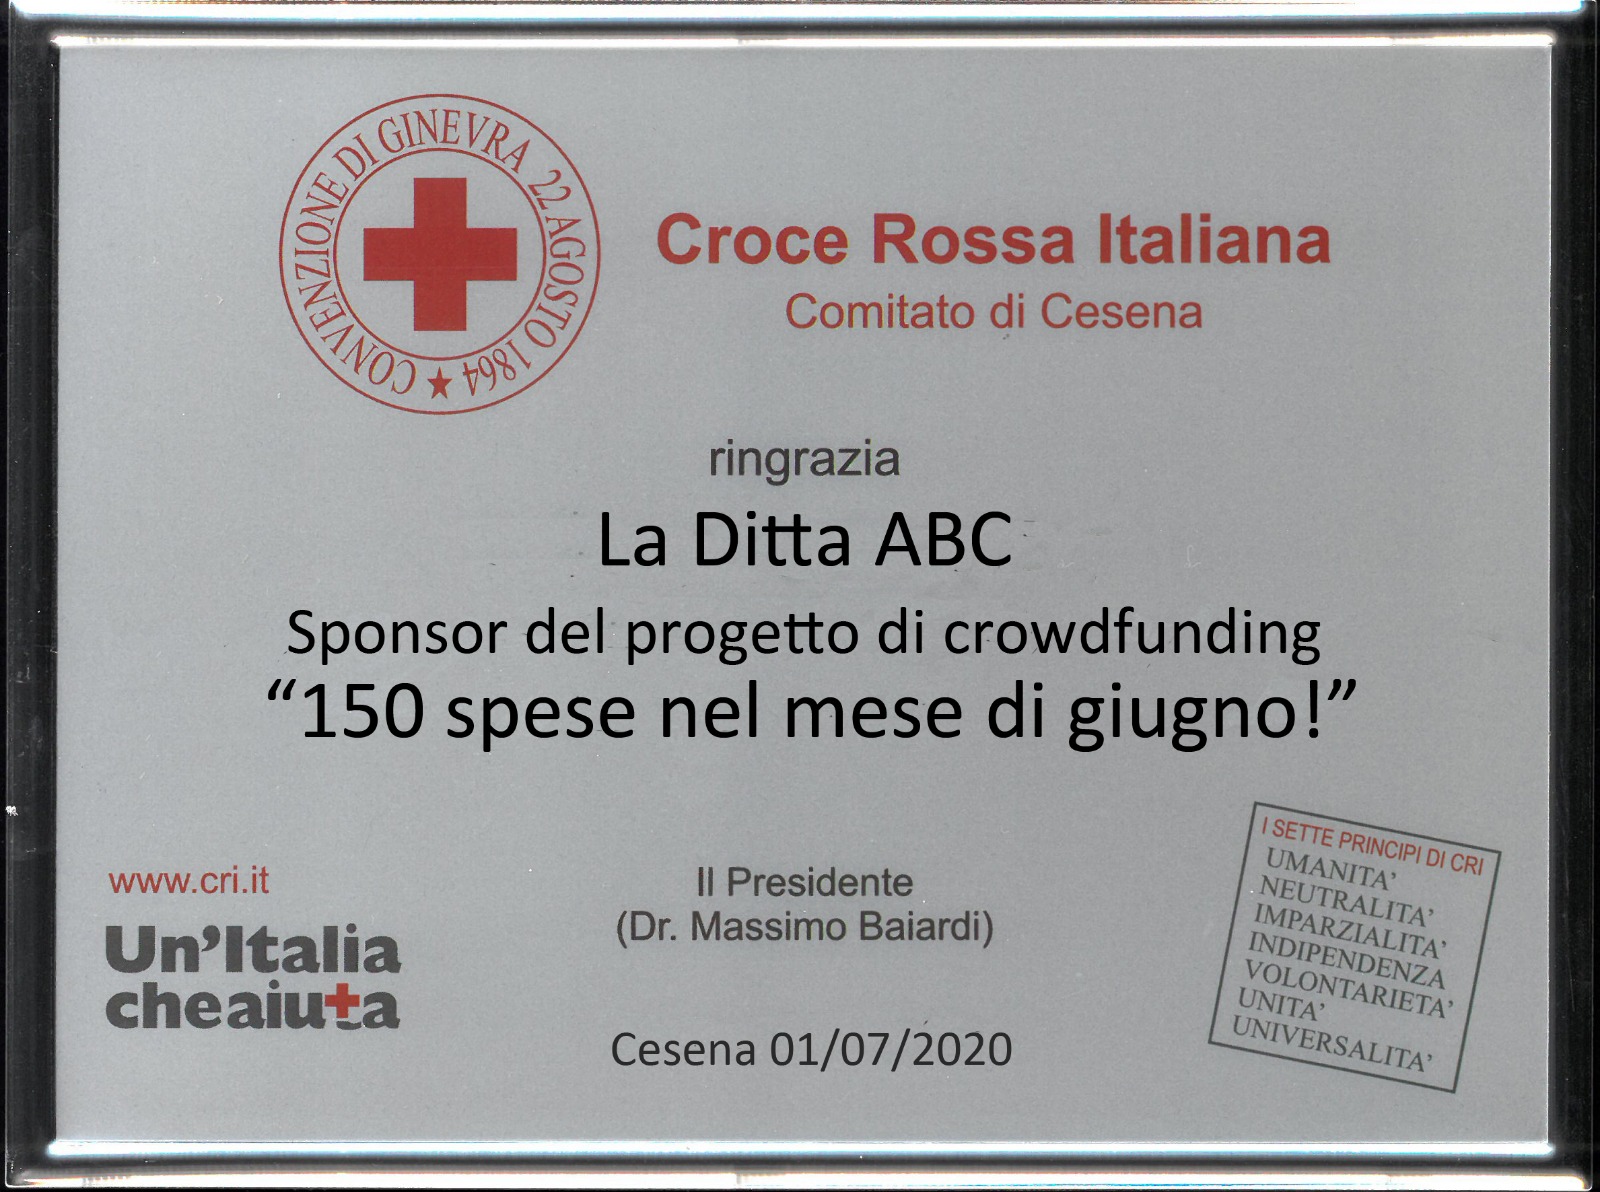 CONVENZIONE DI GINEVRA 22 AGOSTO 1864 ★
Croce Rossa Italiana
Comitato di Cesena
ringrazia
La Ditta ABC
Sponsor del progetto di crowdfunding
“150 spese nel mese di giugno!”
www.cri.it
Un’Italia
cheaiuta
Il Presidente
(Dr. Massimo Baiardi)
Cesena 01/07/2020
I SETTE PRINCIPI DI CRI
UMANITA’
NEUTRALITA’
IMPARZIALITA’
INDIPENDENZA
VOLONTARIETA’
UNITA’
UNIVERSALITA’